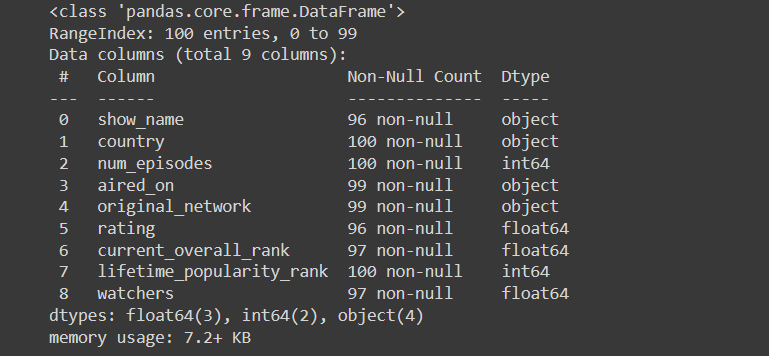 <class 'pandas.core.frame.DataFrame'>
RangeIndex: 100 entries, 0 to 99
Data columns (total 9 columns):
 #   Column                   Non-Null Count  Dtype
---  ------                   --------------  -----
 0   show_name                96 non-null     object
 1   country                  100 non-null    object
 2   num_episodes             100 non-null    int64
 3   aired_on                 99 non-null     object
 4   original_network         99 non-null     object
 5   rating                   96 non-null     float64
 6   current_overall_rank     97 non-null     float64
 7   lifetime_popularity_rank 100 non-null    int64
 8   watchers                 97 non-null     float64
dtypes: float64(3), int64(2), object(4)
memory usage: 7.2+ KB